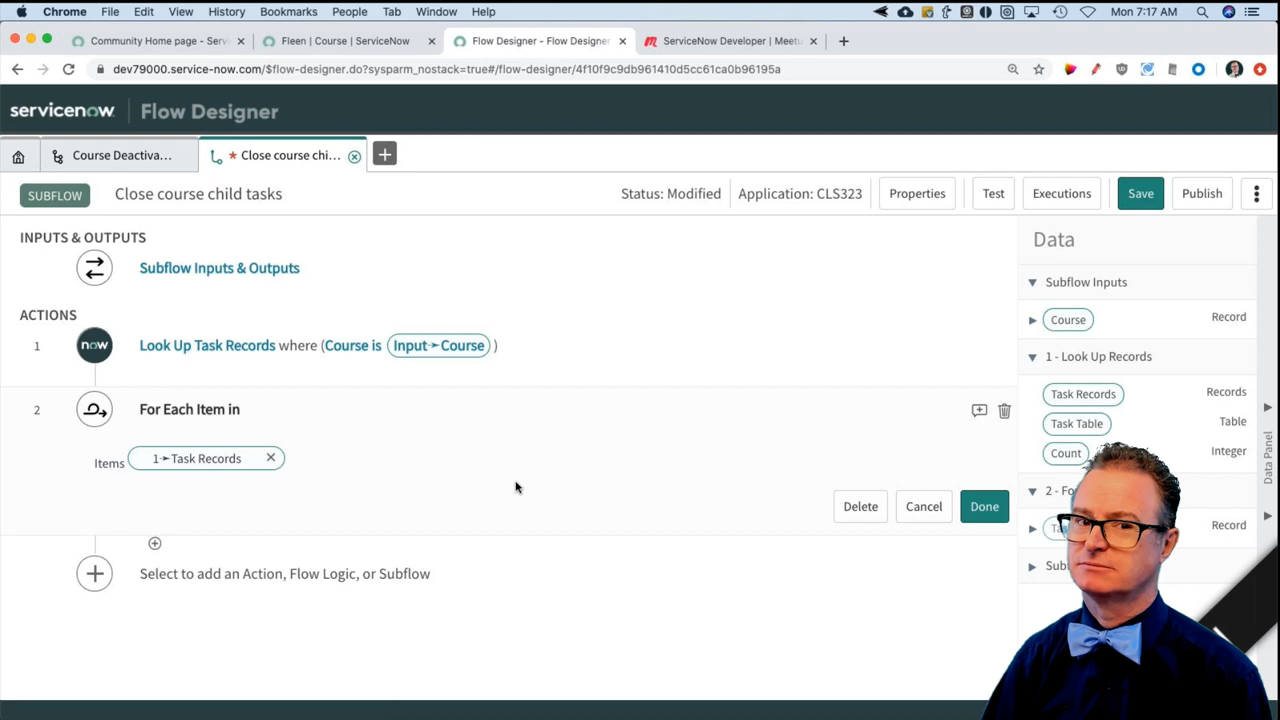 Chrome File Edit View History Bookmarks People Tab Window Help Mon 7:17 AM
Community Home page - Serv Fleen | Course | ServiceNow Flow Designer - Flow Designer ServiceNow Developer | Meetu
dev79000.service-now.com/$flow-designer.do?sysparm_nostack=true#/flow-designer/4f10f9c9db961410d5cc61ca0b96195a
servicenow Flow Designer
Course Deactiva... * Close course chi...
SUBFLOW Close course child tasks Status: Modified Application: CLS323 Properties Test Executions Save Publish
INPUTS & OUTPUTS
Subflow Inputs & Outputs
ACTIONS
1 now Look Up Task Records where (Course is Input➛Course )
2 For Each Item in
Items 1➛Task Records
Delete Cancel Done
Select to add an Action, Flow Logic, or Subflow
Data
Subflow Inputs
Course Record
1 - Look Up Records
Task Records Records
Task Table Table
Count Integer
2 - Fo
Record
Data Panel